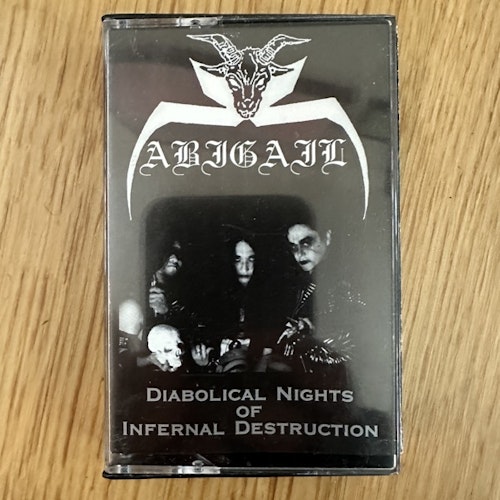 ABIGAIL
DIABOLICAL NIGHTS
OF
INFERNAL DESTRUCTION